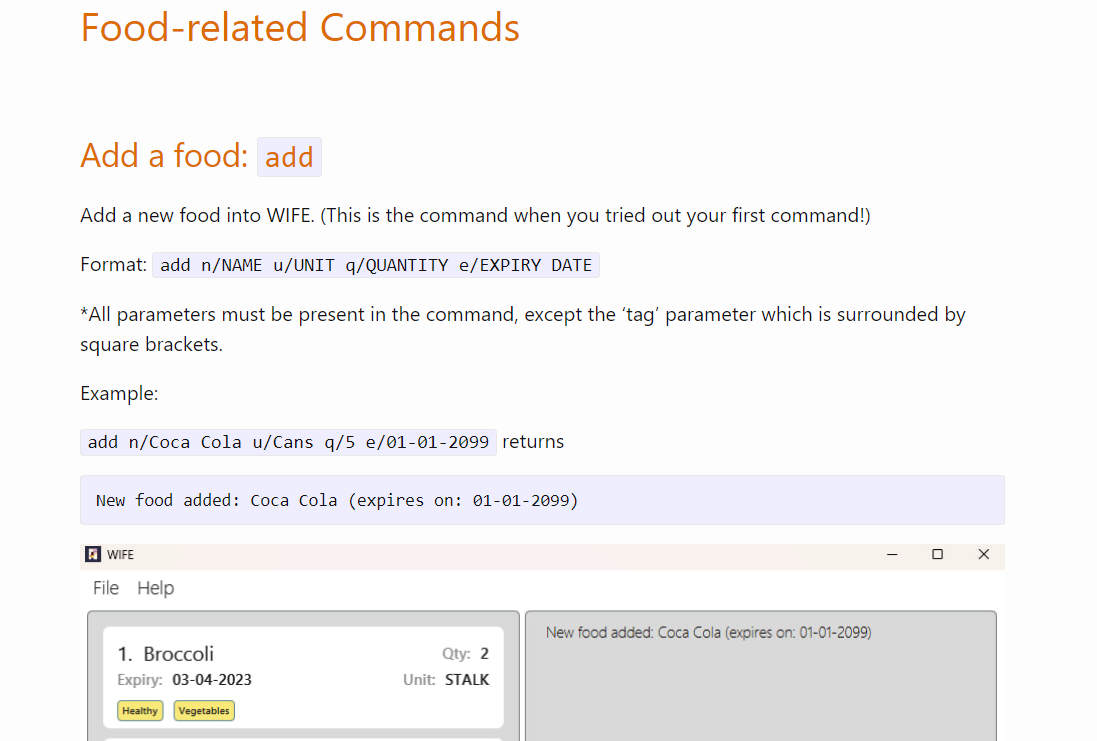 Food-related Commands
Add a food: add
Add a new food into WIFE. (This is the command when you tried out your first command!)
Format: add n/NAME u/UNIT q/QUANTITY e/EXPIRY DATE
*All parameters must be present in the command, except the ‘tag’ parameter which is surrounded by
square brackets.
Example:
add n/Coca Cola u/Cans q/5 e/01-01-2099 returns
New food added: Coca Cola (expires on: 01-01-2099)
WIFE
File Help
1. Broccoli Qty: 2
Expiry: 03-04-2023 Unit: STALK
Healthy Vegetables
New food added: Coca Cola (expires on: 01-01-2099)